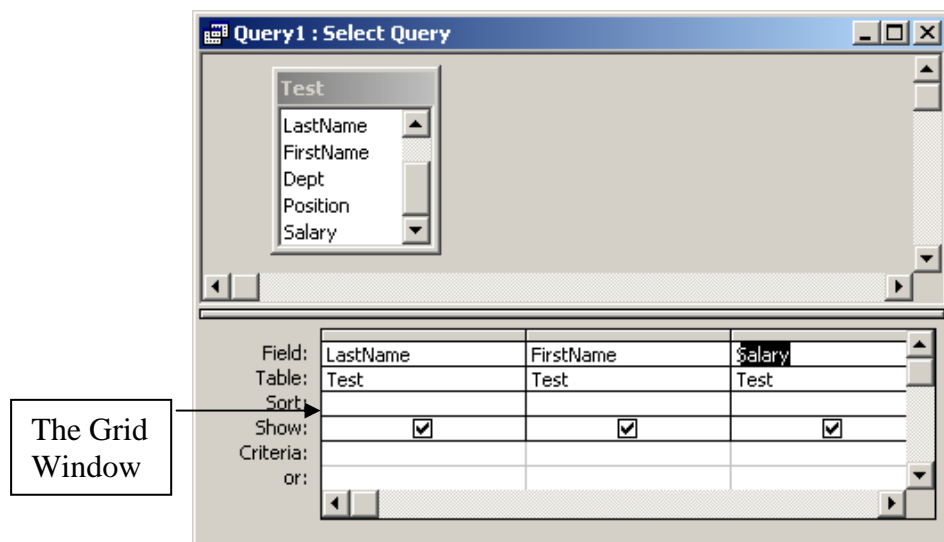 Query1 : Select Query
Test
LastName
FirstName
Dept
Position
Salary
Field: LastName FirstName Salary
Table: Test Test Test
Sort:
Show:
Criteria:
or:
The Grid
Window